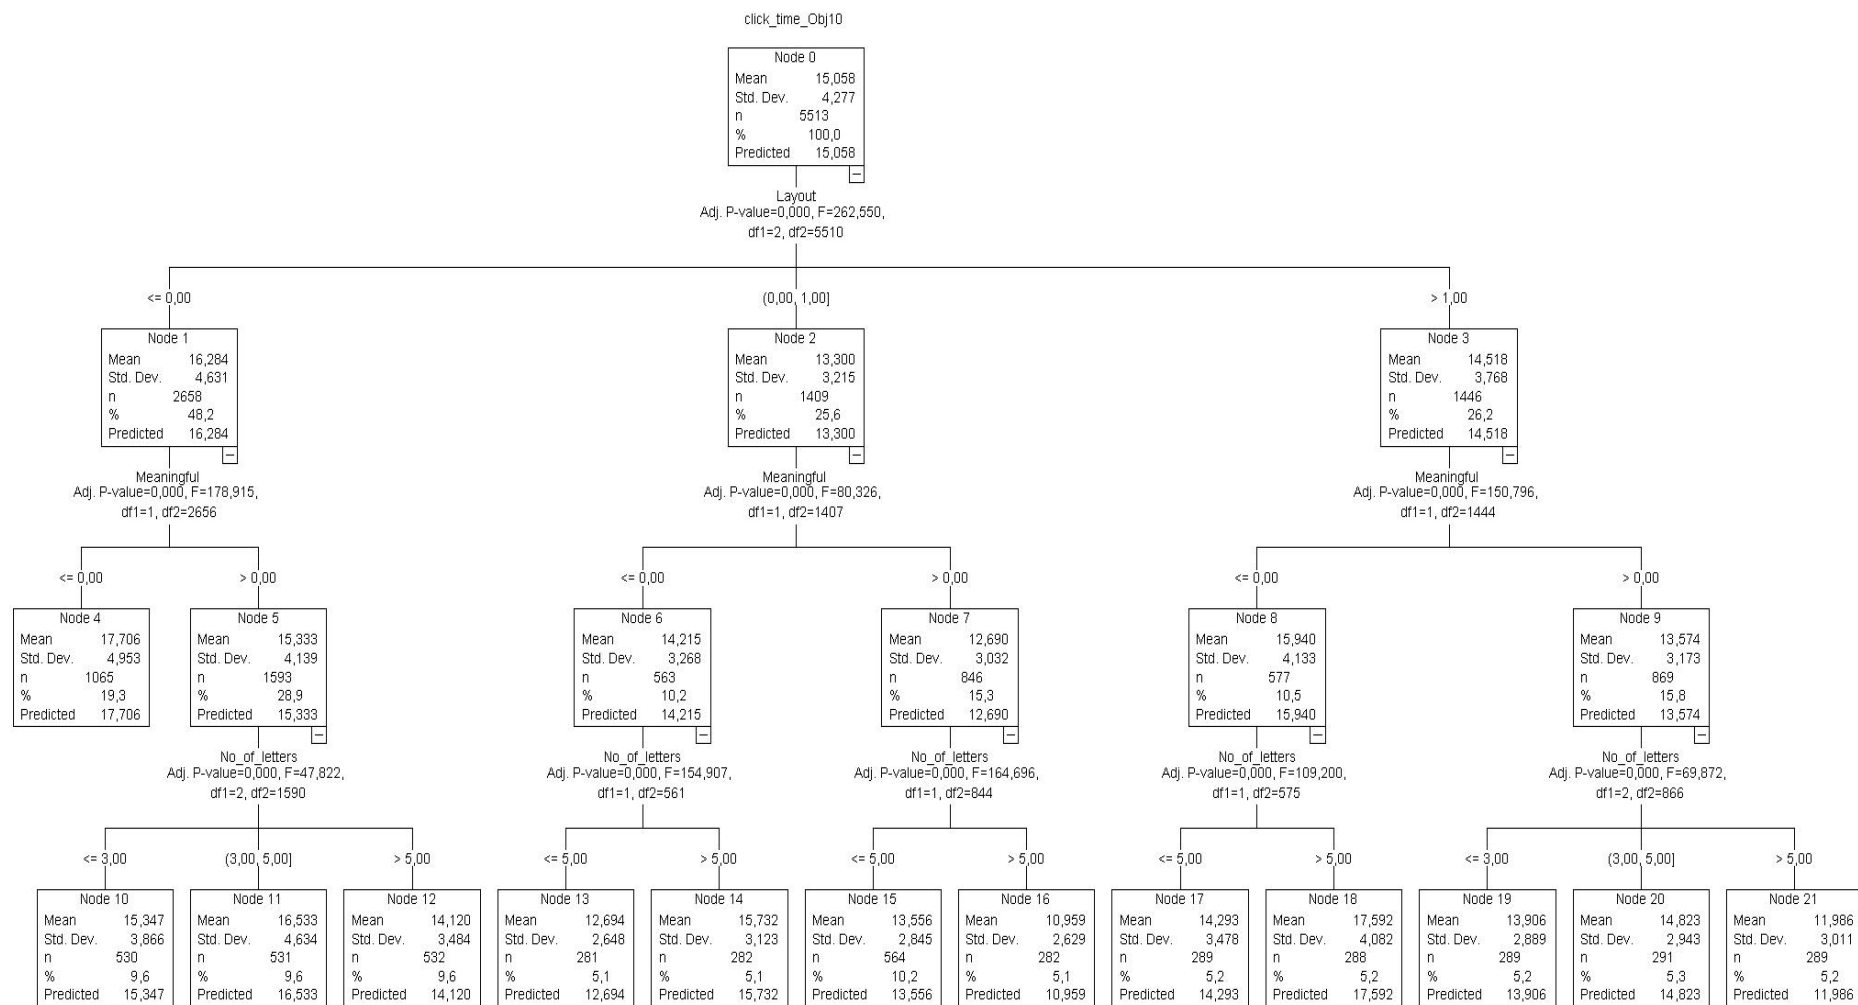 click_time_Obj10
Node 0
Mean 15,058
Std. Dev. 4,277
n 5513
% 100,0
Predicted 15,058
Layout
Adj. P-value=0,000, F=262,550,
df1=2, df2=5510
<= 0,00
(0,00, 1,00]
> 1,00
Node 1
Mean 16,284
Std. Dev. 4,631
n 2658
% 48,2
Predicted 16,284
Node 2
Mean 13,300
Std. Dev. 3,215
n 1409
% 25,6
Predicted 13,300
Node 3
Mean 14,518
Std. Dev. 3,768
n 1446
% 26,2
Predicted 14,518
Meaningful
Adj. P-value=0,000, F=178,915,
df1=1, df2=2656
Meaningful
Adj. P-value=0,000, F=80,326,
df1=1, df2=1407
Meaningful
Adj. P-value=0,000, F=150,796,
df1=1, df2=1444
<= 0,00
> 0,00
<= 0,00
> 0,00
<= 0,00
> 0,00
Node 4
Mean 17,706
Std. Dev. 4,953
n 1065
% 19,3
Predicted 17,706
Node 5
Mean 15,333
Std. Dev. 4,139
n 1593
% 28,9
Predicted 15,333
Node 6
Mean 14,215
Std. Dev. 3,268
n 563
% 10,2
Predicted 14,215
Node 7
Mean 12,690
Std. Dev. 3,032
n 846
% 15,3
Predicted 12,690
Node 8
Mean 15,940
Std. Dev. 4,133
n 577
% 10,5
Predicted 15,940
Node 9
Mean 13,574
Std. Dev. 3,173
n 869
% 15,8
Predicted 13,574
No_of_letters
Adj. P-value=0,000, F=47,822,
df1=2, df2=1590
No_of_letters
Adj. P-value=0,000, F=154,907,
df1=1, df2=561
No_of_letters
Adj. P-value=0,000, F=164,696,
df1=1, df2=844
No_of_letters
Adj. P-value=0,000, F=109,200,
df1=1, df2=575
No_of_letters
Adj. P-value=0,000, F=69,872,
df1=2, df2=866
<= 3,00
(3,00, 5,00]
> 5,00
<= 5,00
> 5,00
<= 5,00
> 5,00
<= 5,00
> 5,00
<= 3,00
(3,00, 5,00]
> 5,00
Node 10
Mean 15,347
Std. Dev. 3,866
n 530
% 9,6
Predicted 15,347
Node 11
Mean 16,533
Std. Dev. 4,634
n 531
% 9,6
Predicted 16,533
Node 12
Mean 14,120
Std. Dev. 3,484
n 532
% 9,6
Predicted 14,120
Node 13
Mean 12,694
Std. Dev. 2,648
n 281
% 5,1
Predicted 12,694
Node 14
Mean 15,732
Std. Dev. 3,123
n 282
% 5,1
Predicted 15,732
Node 15
Mean 13,556
Std. Dev. 2,845
n 564
% 10,2
Predicted 13,556
Node 16
Mean 10,959
Std. Dev. 2,629
n 282
% 5,1
Predicted 10,959
Node 17
Mean 14,293
Std. Dev. 3,478
n 289
% 5,2
Predicted 14,293
Node 18
Mean 17,592
Std. Dev. 4,082
n 288
% 5,2
Predicted 17,592
Node 19
Mean 13,906
Std. Dev. 2,889
n 289
% 5,2
Predicted 13,906
Node 20
Mean 14,823
Std. Dev. 2,943
n 291
% 5,3
Predicted 14,823
Node 21
Mean 11,986
Std. Dev. 3,011
n 289
% 5,2
Predicted 11,986